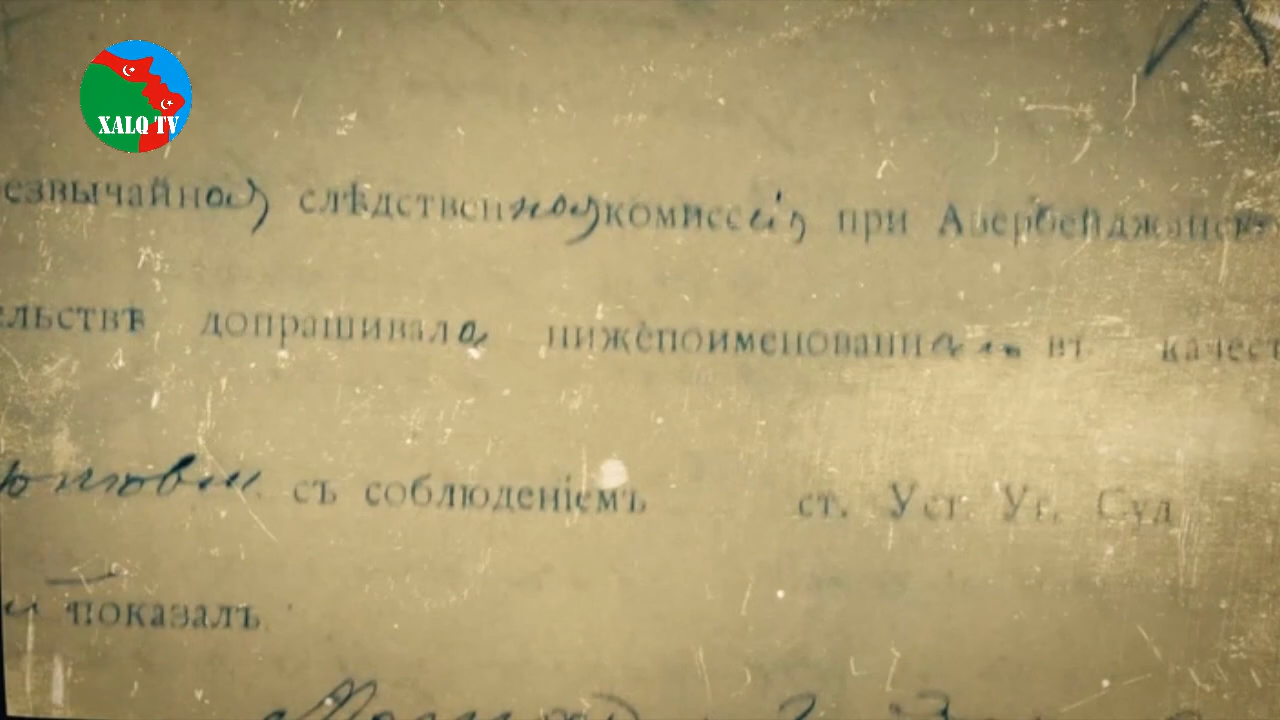 XALQ TV
езвычайной слѣдственной комиссіи при Азербейджанск
ельствѣ допрашивала нижепоименованн въ качест
съ соблюденіемъ ст. Уст. Уг. Суд
и показалъ